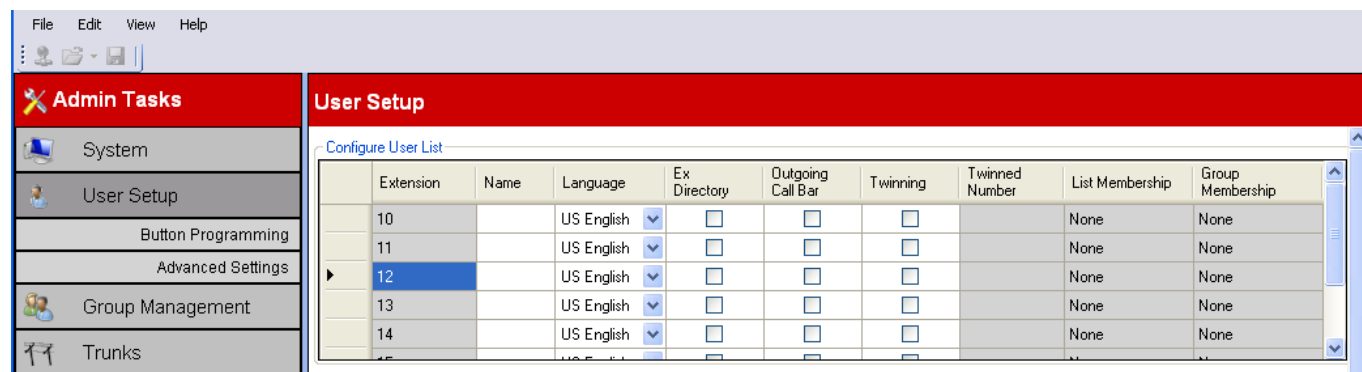 File Edit View Help
Admin Tasks
User Setup
System
User Setup
Button Programming
Advanced Settings
Group Management
Trunks
Configure User List
Extension Name Language Ex Directory Outgoing Call Bar Twinning Twinned Number List Membership Group Membership
10 US English None None
11 US English None None
12 US English None None
13 US English None None
14 US English None None